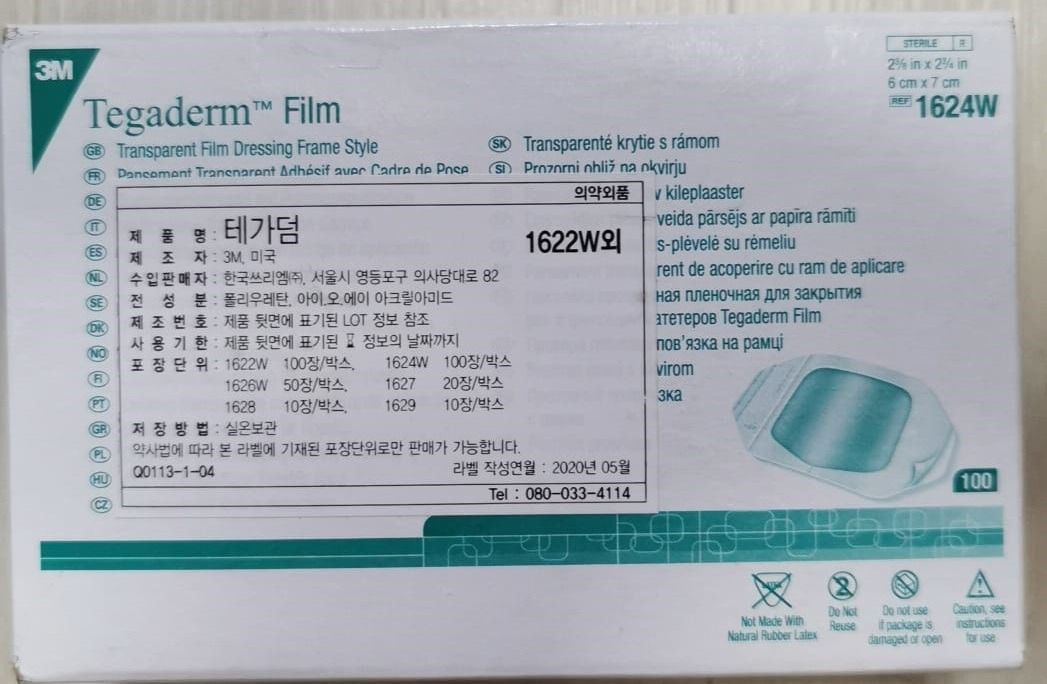 3M
STERILE R
2⅜ in x 2¾ in
6 cm x 7 cm
REF 1624W
Tegaderm™ Film
GB Transparent Film Dressing Frame Style
FR Pansement Transparent Adhésif avec Cadre de Pose
DE
IT
ES
NL
SE
DK
NO
FI
PT
GR
PL
HU
CZ
SK Transparenté krytie s rámom
SI Prozorni obliž na okvirju
kileplaaster
veida pārsējs ar papīra rāmīti
s-plėvelė su rėmeliu
rent de acoperire cu ram de aplicare
ная пленочная для закрытия
атетеров Tegaderm Film
пов'язка на рамці
virom
зка
의약외품
제 품 명 : 테가덤
1622W외
제 조 자 : 3M, 미국
수입판매자 : 한국쓰리엠㈜, 서울시 영등포구 의사당대로 82
전 성 분 : 폴리우레탄, 아이.오.에이 아크릴아미드
제 조 번 호 : 제품 뒷면에 표기된 LOT 정보 참조
사 용 기 한 : 제품 뒷면에 표기된 ⌛ 정보의 날짜까지
포 장 단 위 : 1622W 100장/박스, 1624W 100장/박스
1626W 50장/박스, 1627 20장/박스
1628 10장/박스, 1629 10장/박스
저 장 방 법 : 실온보관
약사법에 따라 본 라벨에 기재된 포장단위로만 판매가 가능합니다.
Q0113-1-04
라벨 작성연월 : 2020년 05월
Tel : 080-033-4114
100
LATEX
Not Made With
Natural Rubber Latex
2
Do Not
Reuse
Do not use
if package is
damaged or open
Caution, see
instructions
for use